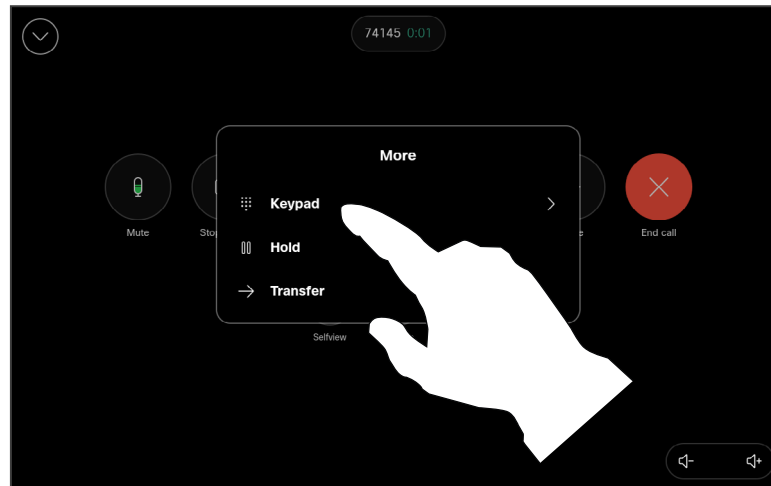 74145 0:01
More
Keypad
Hold
Transfer
Mute
End call
Selfview